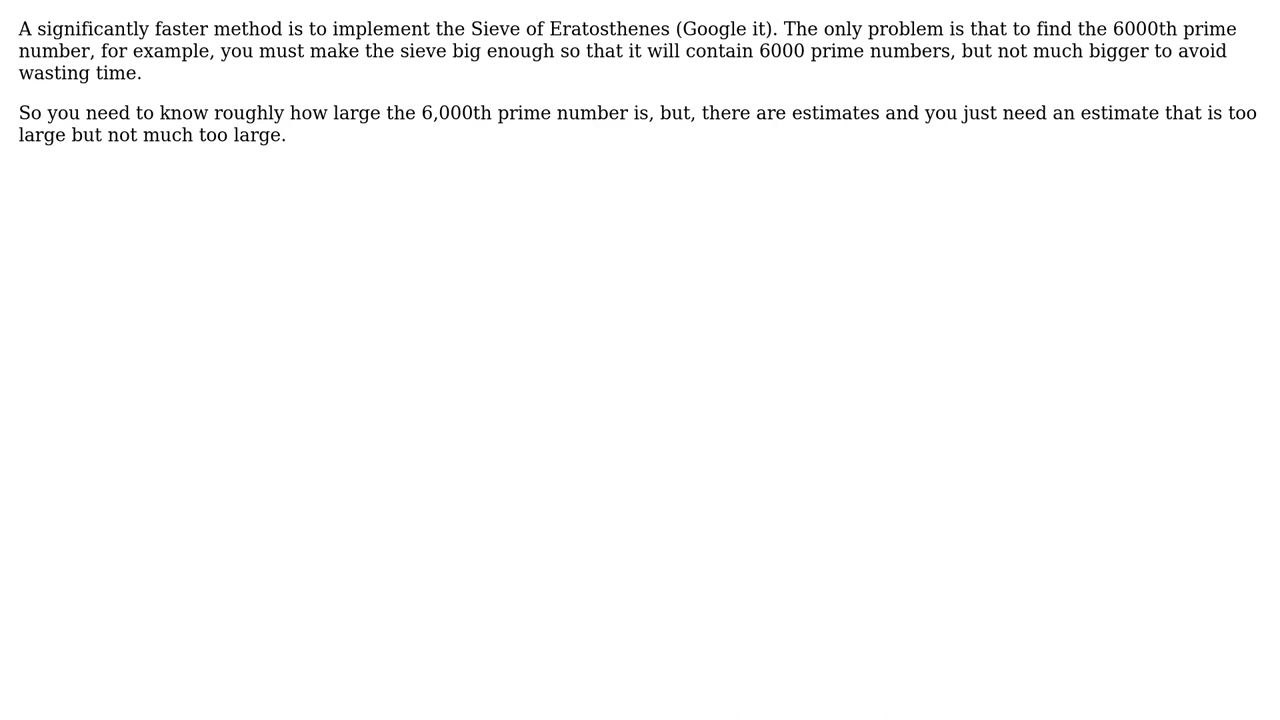 A significantly faster method is to implement the Sieve of Eratosthenes (Google it). The only problem is that to find the 6000th prime
number, for example, you must make the sieve big enough so that it will contain 6000 prime numbers, but not much bigger to avoid
wasting time.
So you need to know roughly how large the 6,000th prime number is, but, there are estimates and you just need an estimate that is too
large but not much too large.